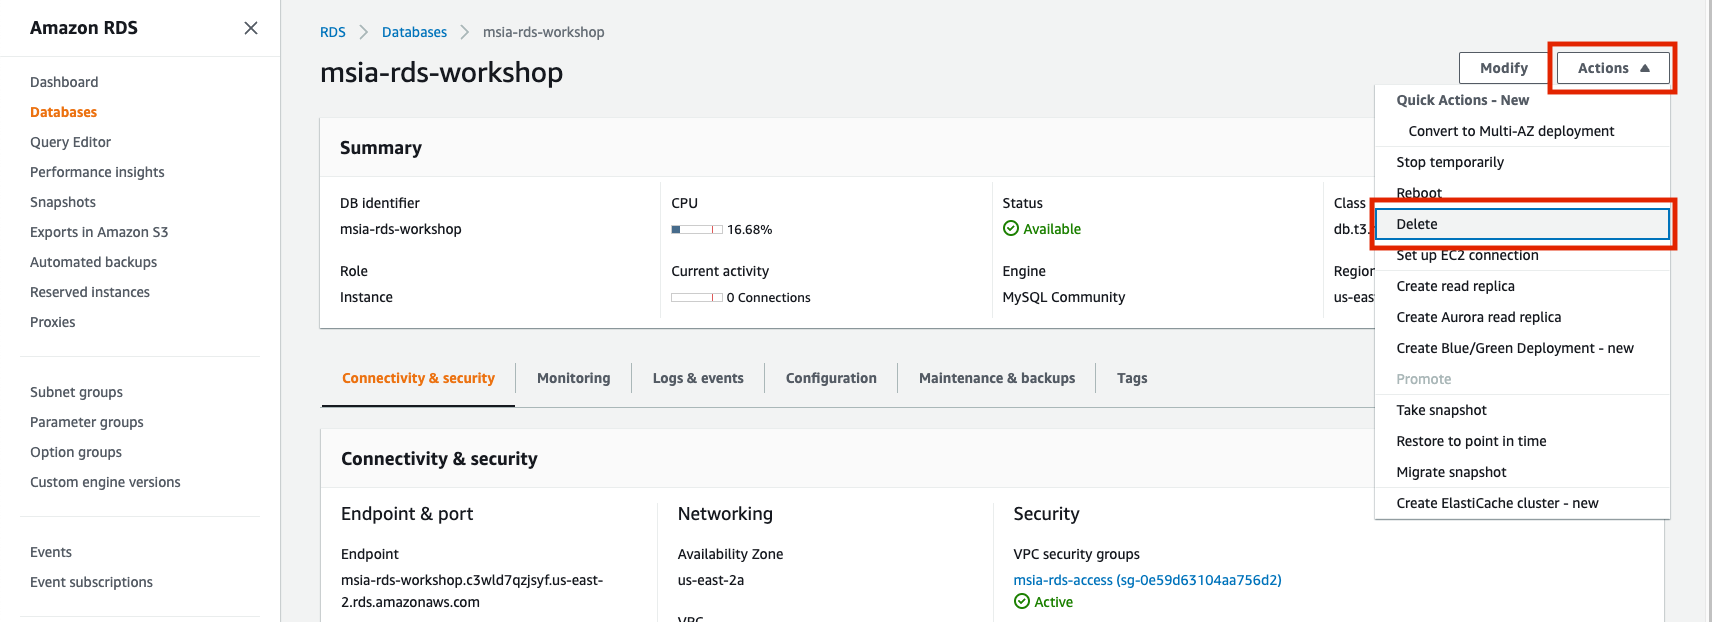 Amazon RDS
Dashboard
Databases
Query Editor
Performance insights
Snapshots
Exports in Amazon S3
Automated backups
Reserved instances
Proxies
Subnet groups
Parameter groups
Option groups
Custom engine versions
Events
Event subscriptions
RDS Databases msia-rds-workshop
msia-rds-workshop
Modify Actions
Quick Actions - New
Convert to Multi-AZ deployment
Stop temporarily
Reboot
Delete
Set up EC2 connection
Create read replica
Create Aurora read replica
Create Blue/Green Deployment - new
Promote
Take snapshot
Restore to point in time
Migrate snapshot
Create ElastiCache cluster - new
Summary
DB identifier
msia-rds-workshop
CPU
16.68%
Status
Available
Class
db.t3.
Role
Instance
Current activity
0 Connections
Engine
MySQL Community
Region
us-eas
Connectivity & security Monitoring Logs & events Configuration Maintenance & backups Tags
Connectivity & security
Endpoint & port
Endpoint
msia-rds-workshop.c3wld7qzjsyf.us-east-
2.rds.amazonaws.com
Networking
Availability Zone
us-east-2a
VPC
Security
VPC security groups
msia-rds-access (sg-0e59d63104aa756d2)
Active